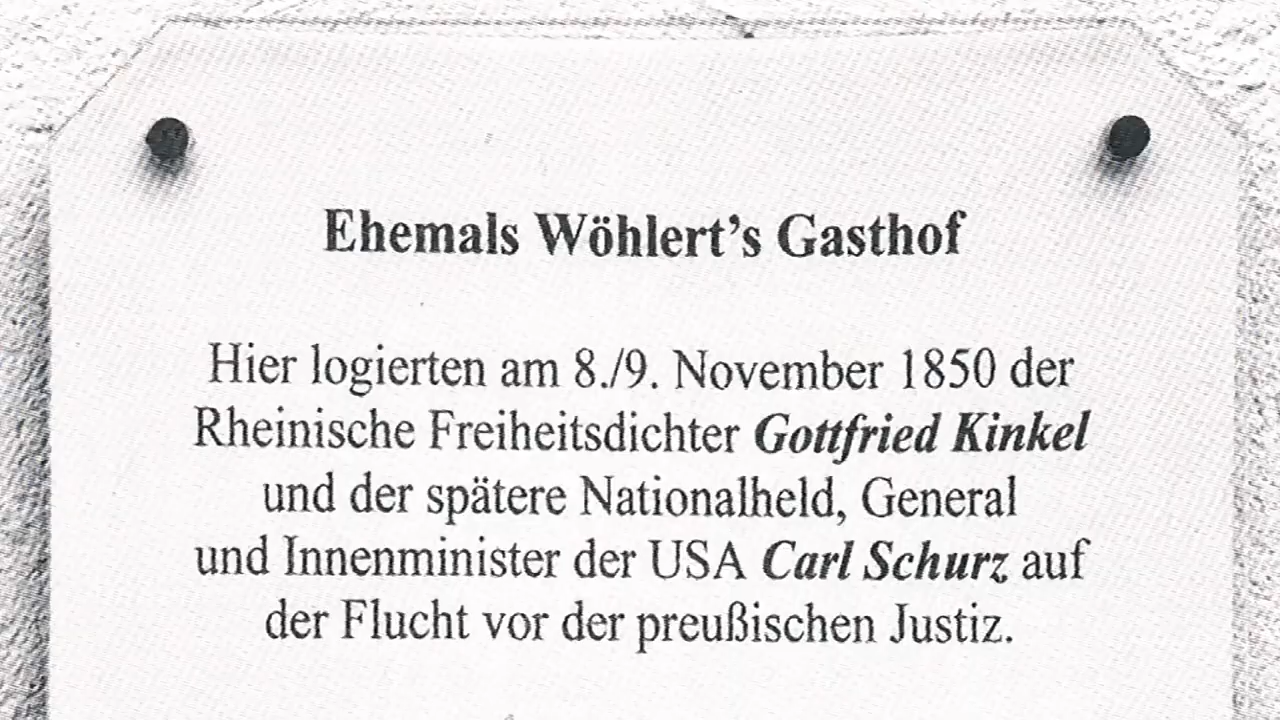 Ehemals Wöhlert's Gasthof
Hier logierten am 8./9. November 1850 der
Rheinische Freiheitsdichter Gottfried Kinkel
und der spätere Nationalheld, General
und Innenminister der USA Carl Schurz auf
der Flucht vor der preußischen Justiz.